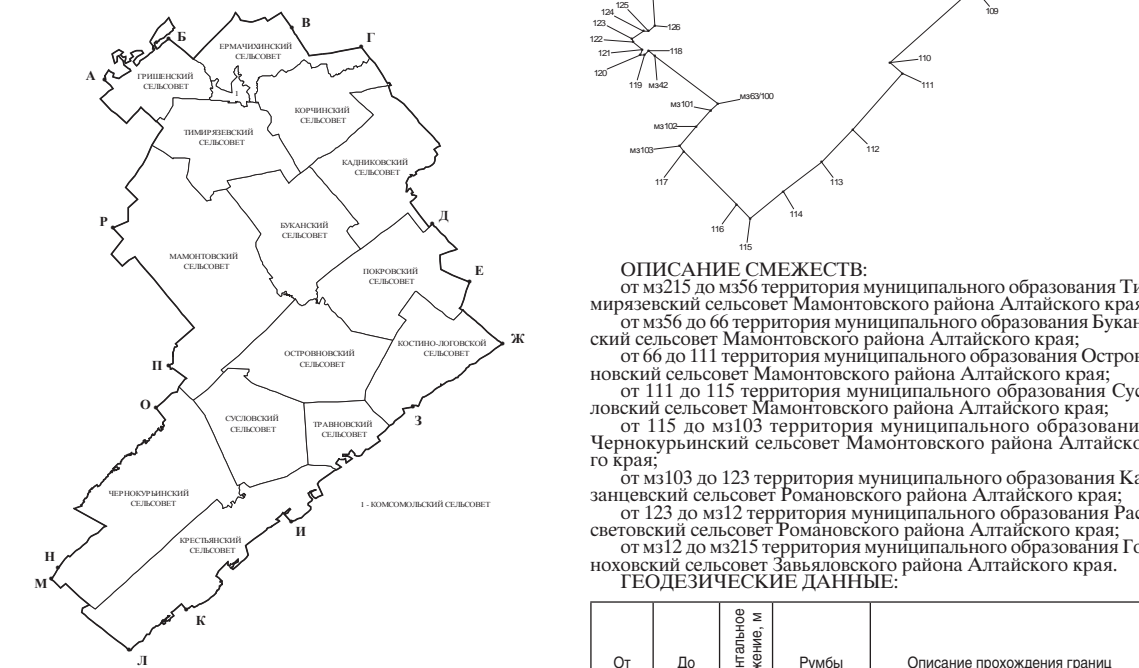 А
Б
В
Г
Д
Е
Ж
З
И
К
Л
М
Н
О
П
Р
ЕРМАЧИХИНСКИЙ
СЕЛЬСОВЕТ
ГРИШЕНСКИЙ
СЕЛЬСОВЕТ
1
КОРЧИНСКИЙ
СЕЛЬСОВЕТ
ТИМИРЯЗЕВСКИЙ
СЕЛЬСОВЕТ
КАДНИКОВСКИЙ
СЕЛЬСОВЕТ
БУКАНСКИЙ
СЕЛЬСОВЕТ
МАМОНТОВСКИЙ
СЕЛЬСОВЕТ
ПОКРОВСКИЙ
СЕЛЬСОВЕТ
КОСТИНО-ЛОГОВСКОЙ
СЕЛЬСОВЕТ
ОСТРОВНОВСКИЙ
СЕЛЬСОВЕТ
СУСЛОВСКИЙ
СЕЛЬСОВЕТ
ТРАВНОВСКИЙ
СЕЛЬСОВЕТ
ЧЕРНОКУРЬИНСКИЙ
СЕЛЬСОВЕТ
1 - КОМСОМОЛЬСКИЙ СЕЛЬСОВЕТ
КРЕСТЬЯНСКИЙ
СЕЛЬСОВЕТ
125
124
123
126
122
121
118
120
119
мз42
мз63/100
мз101
мз102
мз103
117
116
115
114
113
112
111
110
109
ОПИСАНИЕ СМЕЖЕСТВ:
от мз215 до мз56 территория муниципального образования Ти
мирязевский сельсовет Мамонтовского района Алтайского края
от мз56 до 66 территория муниципального образования Букан
ский сельсовет Мамонтовского района Алтайского края;
от 66 до 111 территория муниципального образования Остров
новский сельсовет Мамонтовского района Алтайского края;
от 111 до 115 территория муниципального образования Сус
ловский сельсовет Мамонтовского района Алтайского края;
от 115 до мз103 территория муниципального образовани
Чернокурьинский сельсовет Мамонтовского района Алтайско
го края;
от мз103 до 123 территория муниципального образования Ка
занцевский сельсовет Романовского района Алтайского края;
от 123 до мз12 территория муниципального образования Рас
световский сельсовет Романовского района Алтайского края;
от мз12 до мз215 территория муниципального образования Го
ноховский сельсовет Завьяловского района Алтайского края.
ГЕОДЕЗИЧЕСКИЕ ДАННЫЕ:
От
До
нтальное
жение, м
Румбы
Описание прохождения границ